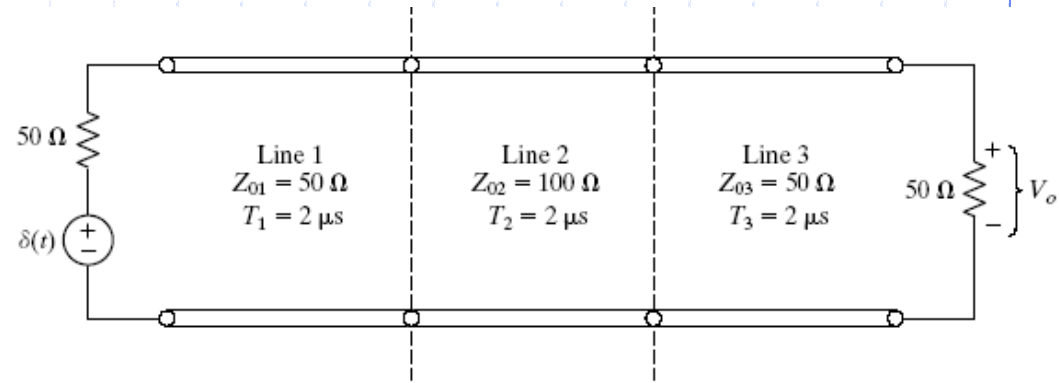 50 Ω
δ(t)
+
−
Line 1
Z01 = 50 Ω
T1 = 2 μs
Line 2
Z02 = 100 Ω
T2 = 2 μs
Line 3
Z03 = 50 Ω
T3 = 2 μs
50 Ω
+
−
Vo